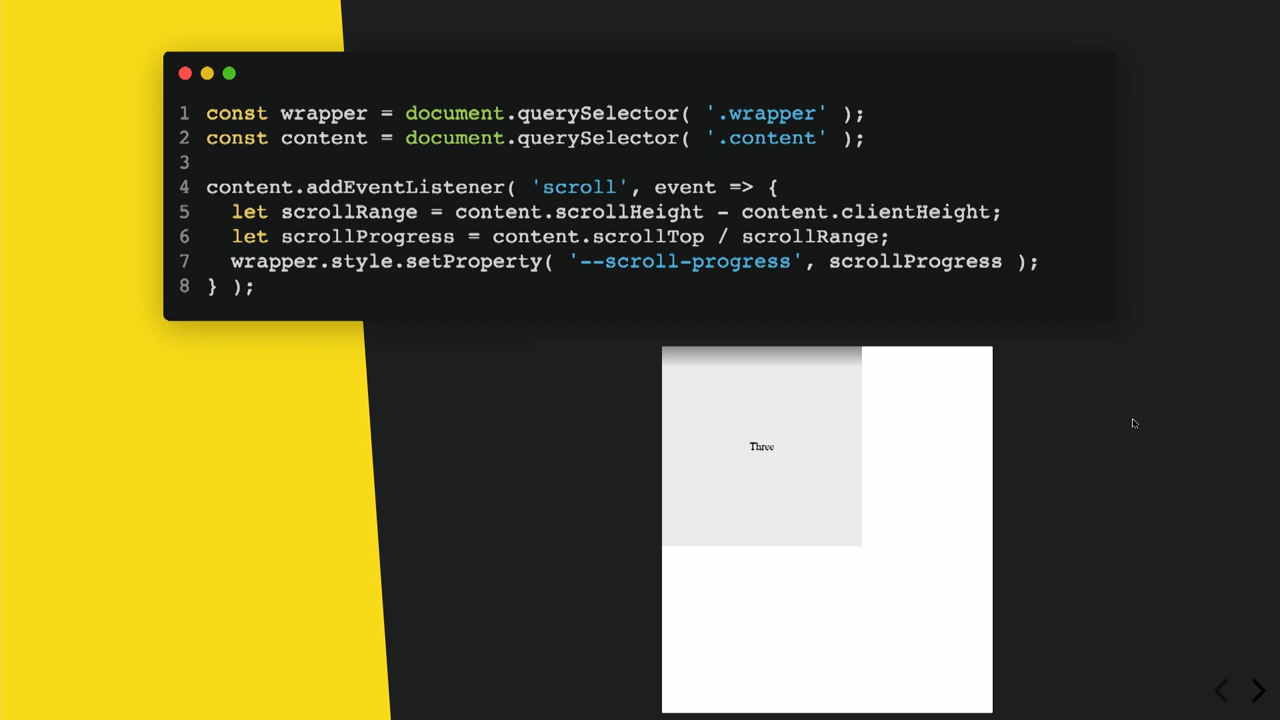 1 const wrapper = document.querySelector( '.wrapper' );
2 const content = document.querySelector( '.content' );
3
4 content.addEventListener( 'scroll', event => {
5   let scrollRange = content.scrollHeight - content.clientHeight;
6   let scrollProgress = content.scrollTop / scrollRange;
7   wrapper.style.setProperty( '--scroll-progress', scrollProgress );
8 } );
Three